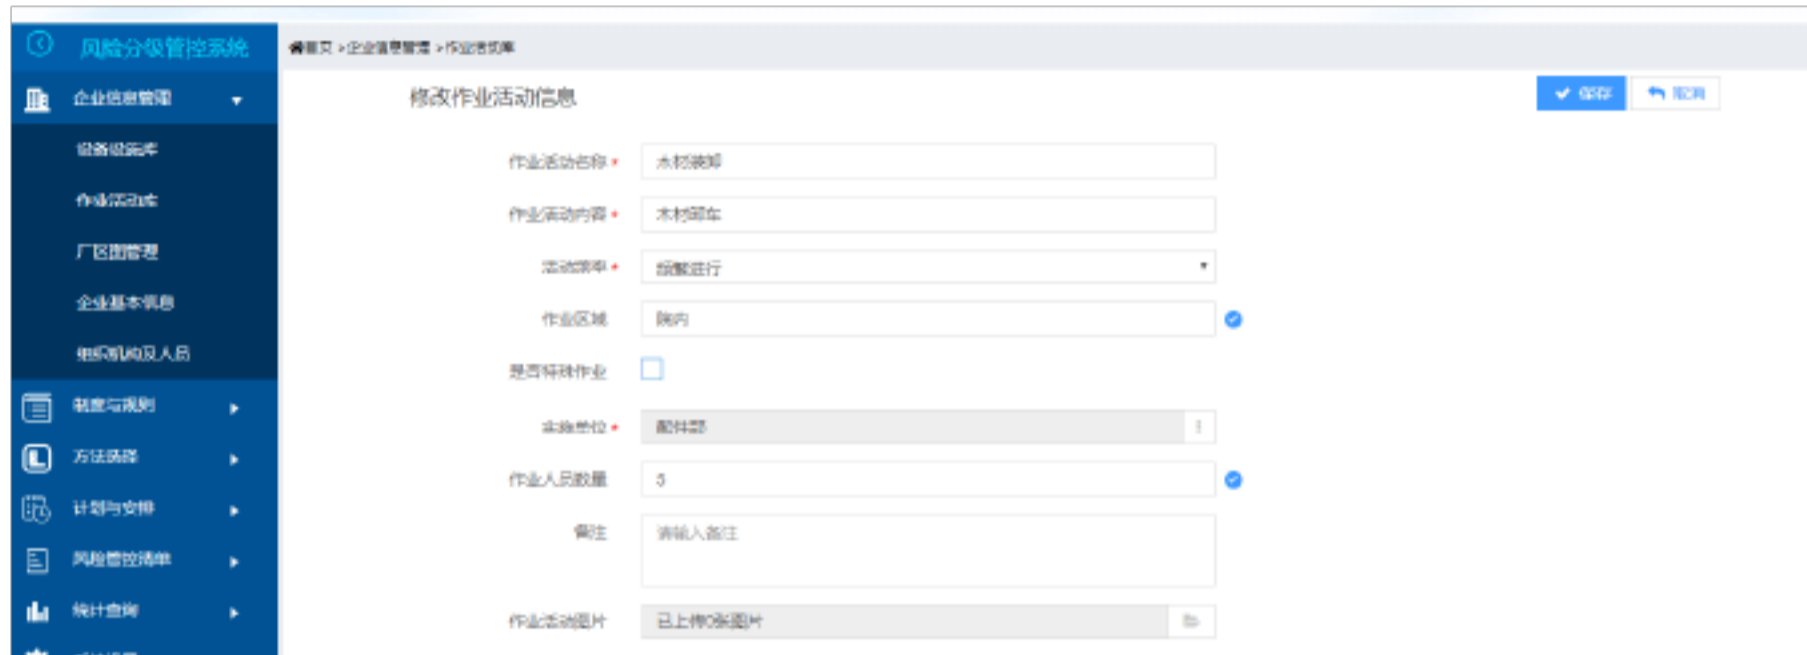 风险分级管控系统
首页 >企业信息管理 >作业活动库
企业信息管理
设备设施库
作业活动库
厂区图管理
企业基本信息
组织机构及人员
制度与规则
方法选择
计划与安排
风险管控清单
统计查询
修改作业活动信息
保存
取消
作业活动名称 * 木材装卸
作业活动内容 * 木材卸车
活动频率 * 频繁进行
作业区域 院内
是否特殊作业
实施单位 * 配件部
作业人员数量 5
备注 请输入备注
作业活动图片 已上传0张图片